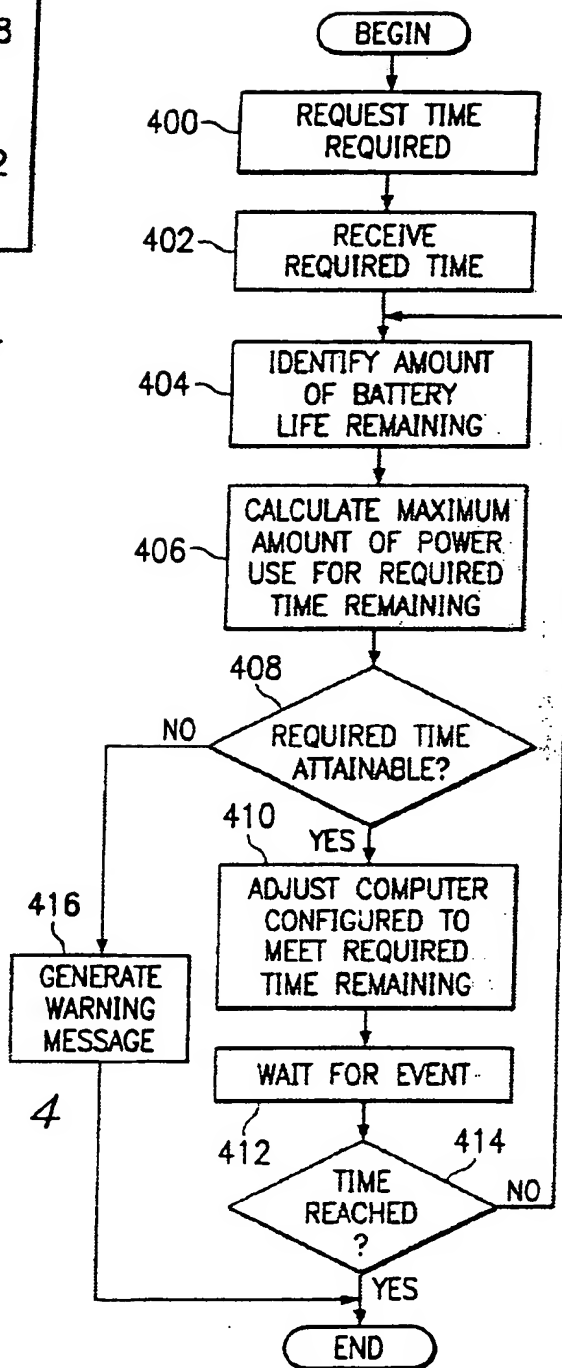 8
2
BEGIN
400
REQUEST TIME
REQUIRED
402
RECEIVE
REQUIRED TIME
404
IDENTIFY AMOUNT
OF BATTERY
LIFE REMAINING
406
CALCULATE MAXIMUM
AMOUNT OF POWER
USE FOR REQUIRED
TIME REMAINING
408
NO
REQUIRED TIME
ATTAINABLE?
410
YES
ADJUST COMPUTER
CONFIGURED TO
MEET REQUIRED
TIME REMAINING
416
GENERATE
WARNING
MESSAGE
4
WAIT FOR EVENT
412
414
TIME
REACHED
?
NO
YES
END